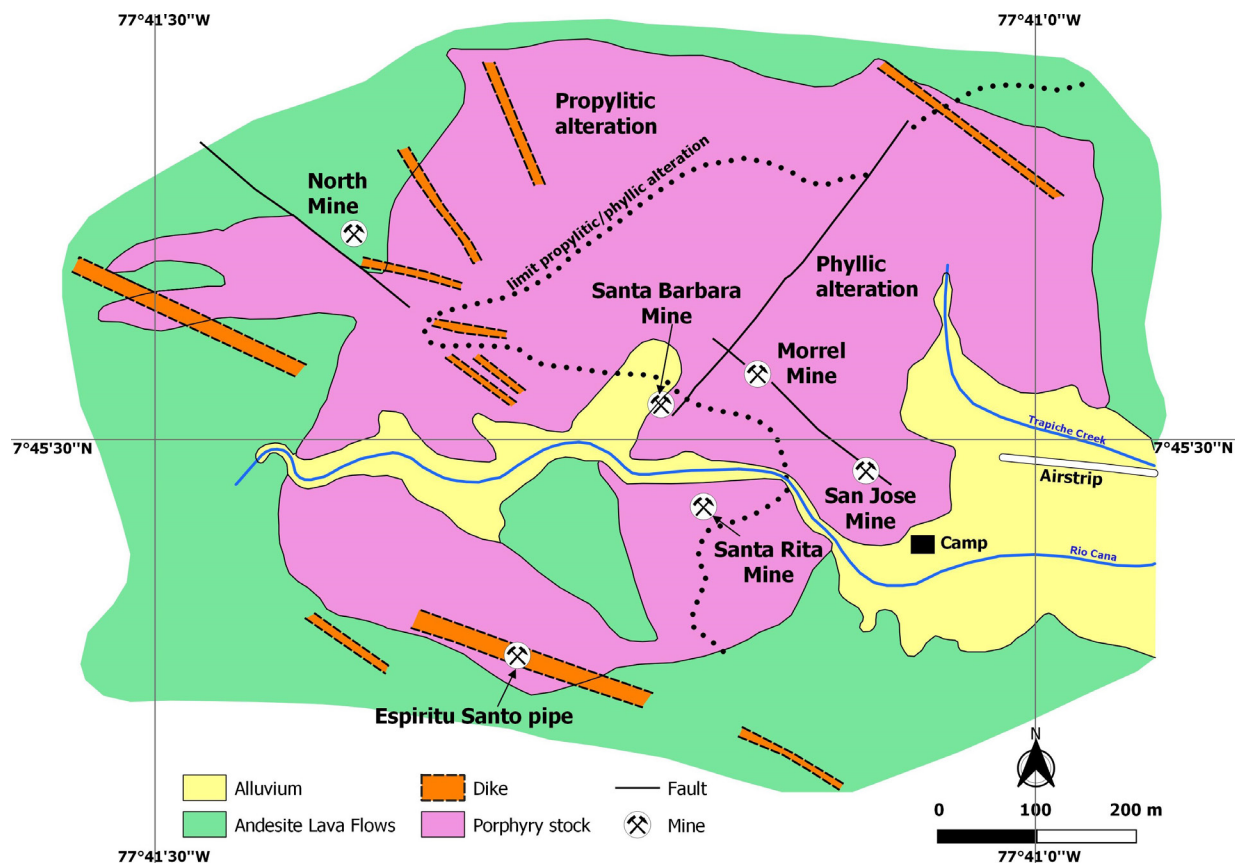 77°41'30''W
77°41'0''W
Propylitic
alteration
limit propylitic/phyllic alteration
North
Mine
Phyllic
alteration
Santa Barbara
Mine
Morrel
Mine
7°45'30''N
7°45'30''N
Trapiche Creek
Airstrip
San Jose
Mine
Santa Rita
Mine
Camp
Rio Cana
Espiritu Santo pipe
N
Alluvium
Dike
Fault
Andesite Lava Flows
Porphyry stock
Mine
0 100 200 m
77°41'30''W
77°41'0''W